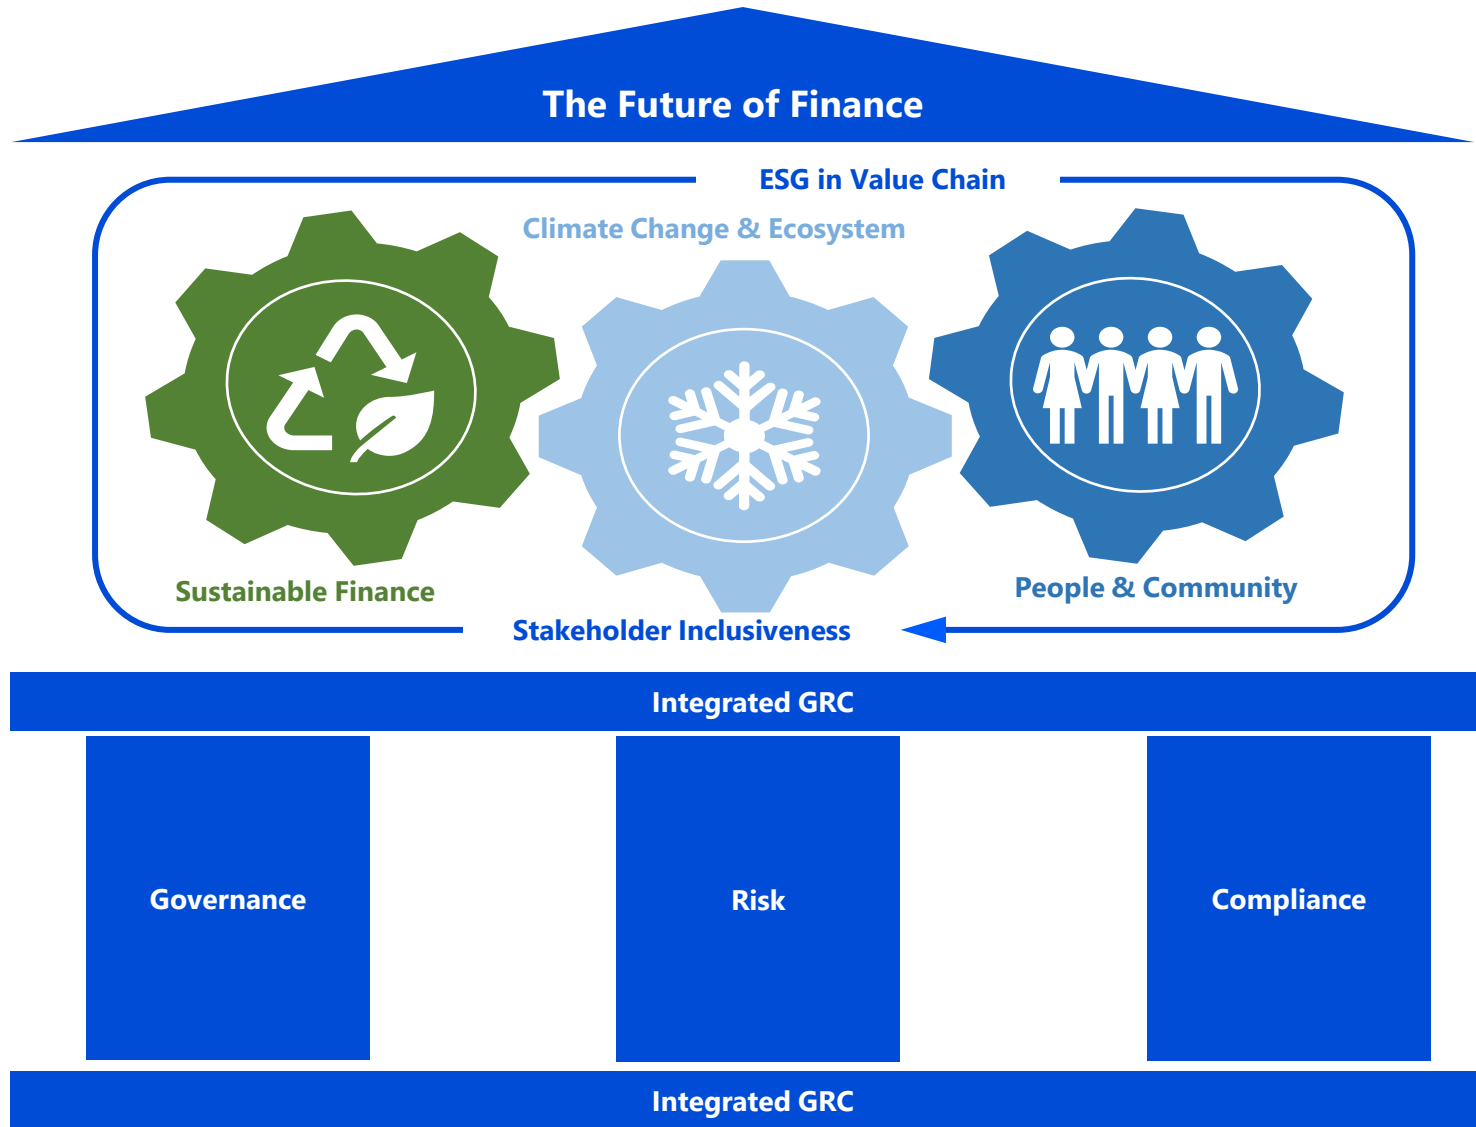 The Future of Finance
ESG in Value Chain
Climate Change & Ecosystem
Sustainable Finance
People & Community
Stakeholder Inclusiveness
Integrated GRC
Governance
Risk
Compliance
Integrated GRC